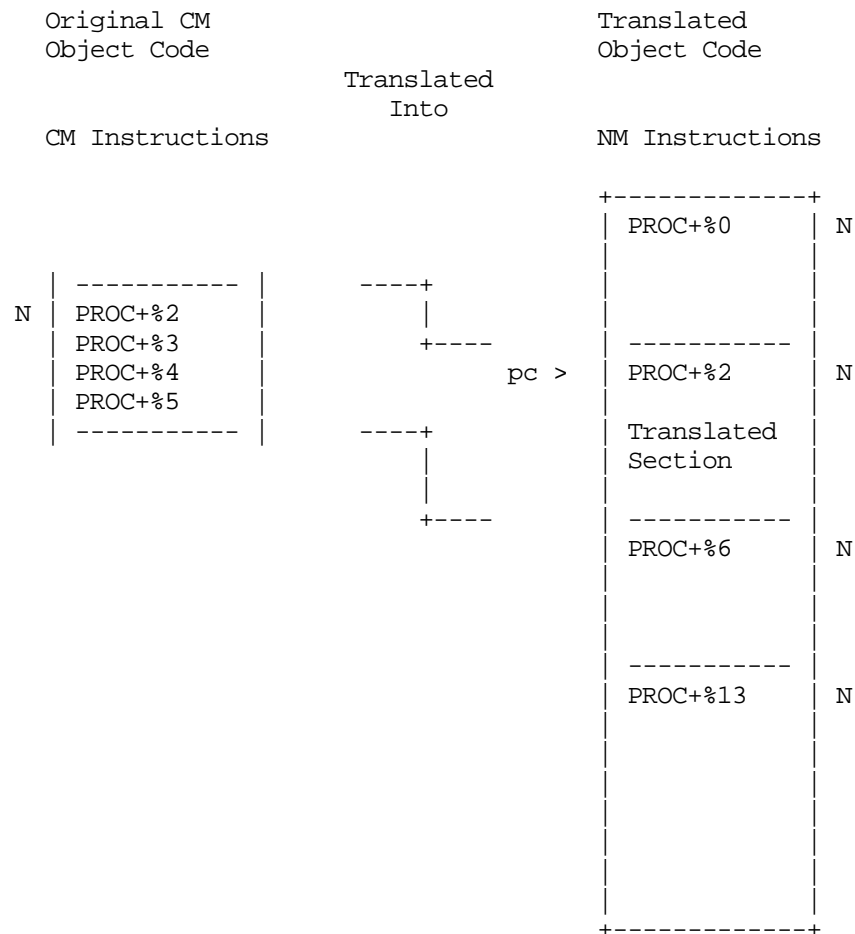 Original CM Translated
Object Code Object Code
Translated
Into
CM Instructions NM Instructions
PROC+%0 N
N PROC+%2
PROC+%3
PROC+%4 pc > PROC+%2 N
PROC+%5
Translated
Section
PROC+%6 N
PROC+%13 N